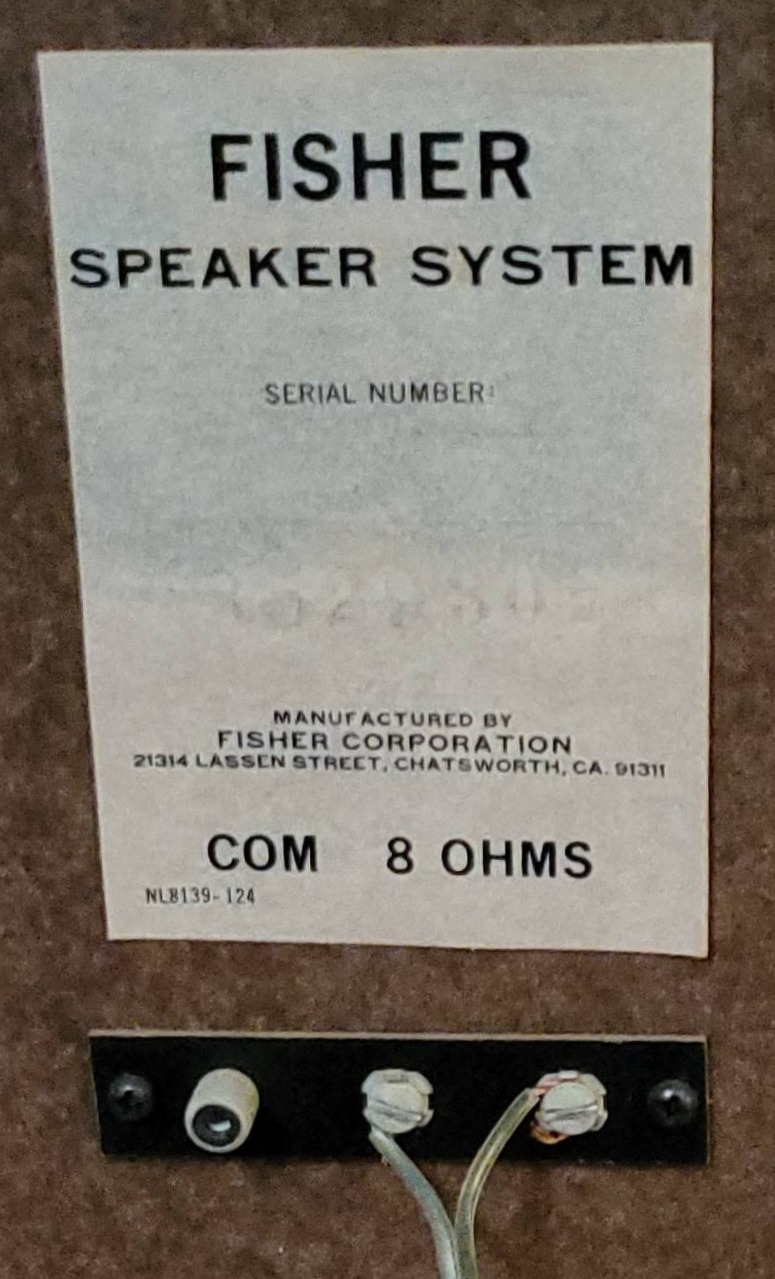 FISHER
SPEAKER SYSTEM
SERIAL NUMBER:
MANUFACTURED BY
FISHER CORPORATION
21314 LASSEN STREET, CHATSWORTH, CA. 91311
COM 8 OHMS
NL8139-124